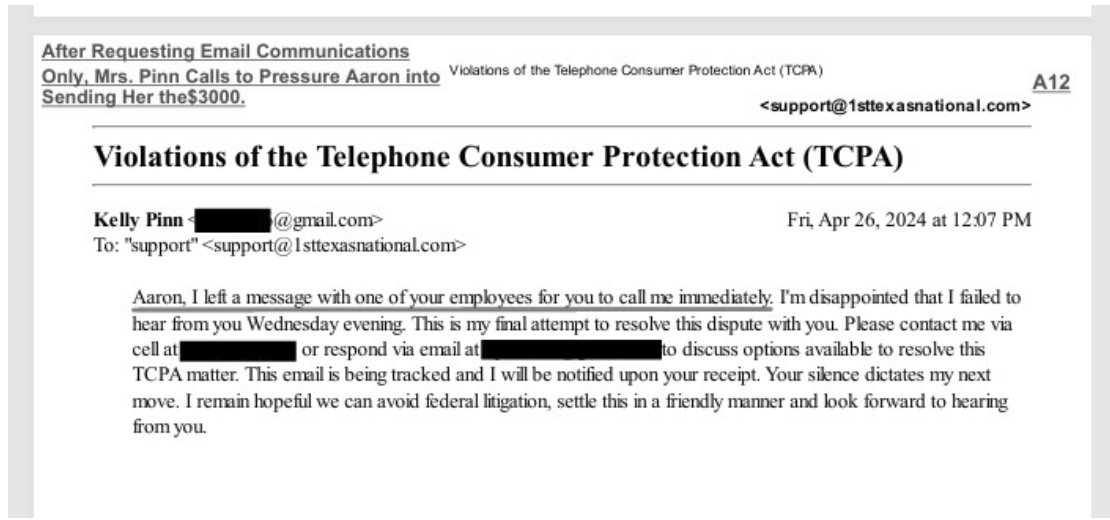 After Requesting Email Communications
Only, Mrs. Pinn Calls to Pressure Aaron into
Sending Her the$3000.
Violations of the Telephone Consumer Protection Act (TCPA)
A12
<support@1sttexasnational.com>
Violations of the Telephone Consumer Protection Act (TCPA)
Kelly Pinn < @gmail.com>
Fri, Apr 26, 2024 at 12:07 PM
To: "support" <support@1sttexasnational.com>
Aaron, I left a message with one of your employees for you to call me immediately. I'm disappointed that I failed to
hear from you Wednesday evening. This is my final attempt to resolve this dispute with you. Please contact me via
cell at or respond via email at to discuss options available to resolve this
TCPA matter. This email is being tracked and I will be notified upon your receipt. Your silence dictates my next
move. I remain hopeful we can avoid federal litigation, settle this in a friendly manner and look forward to hearing
from you.